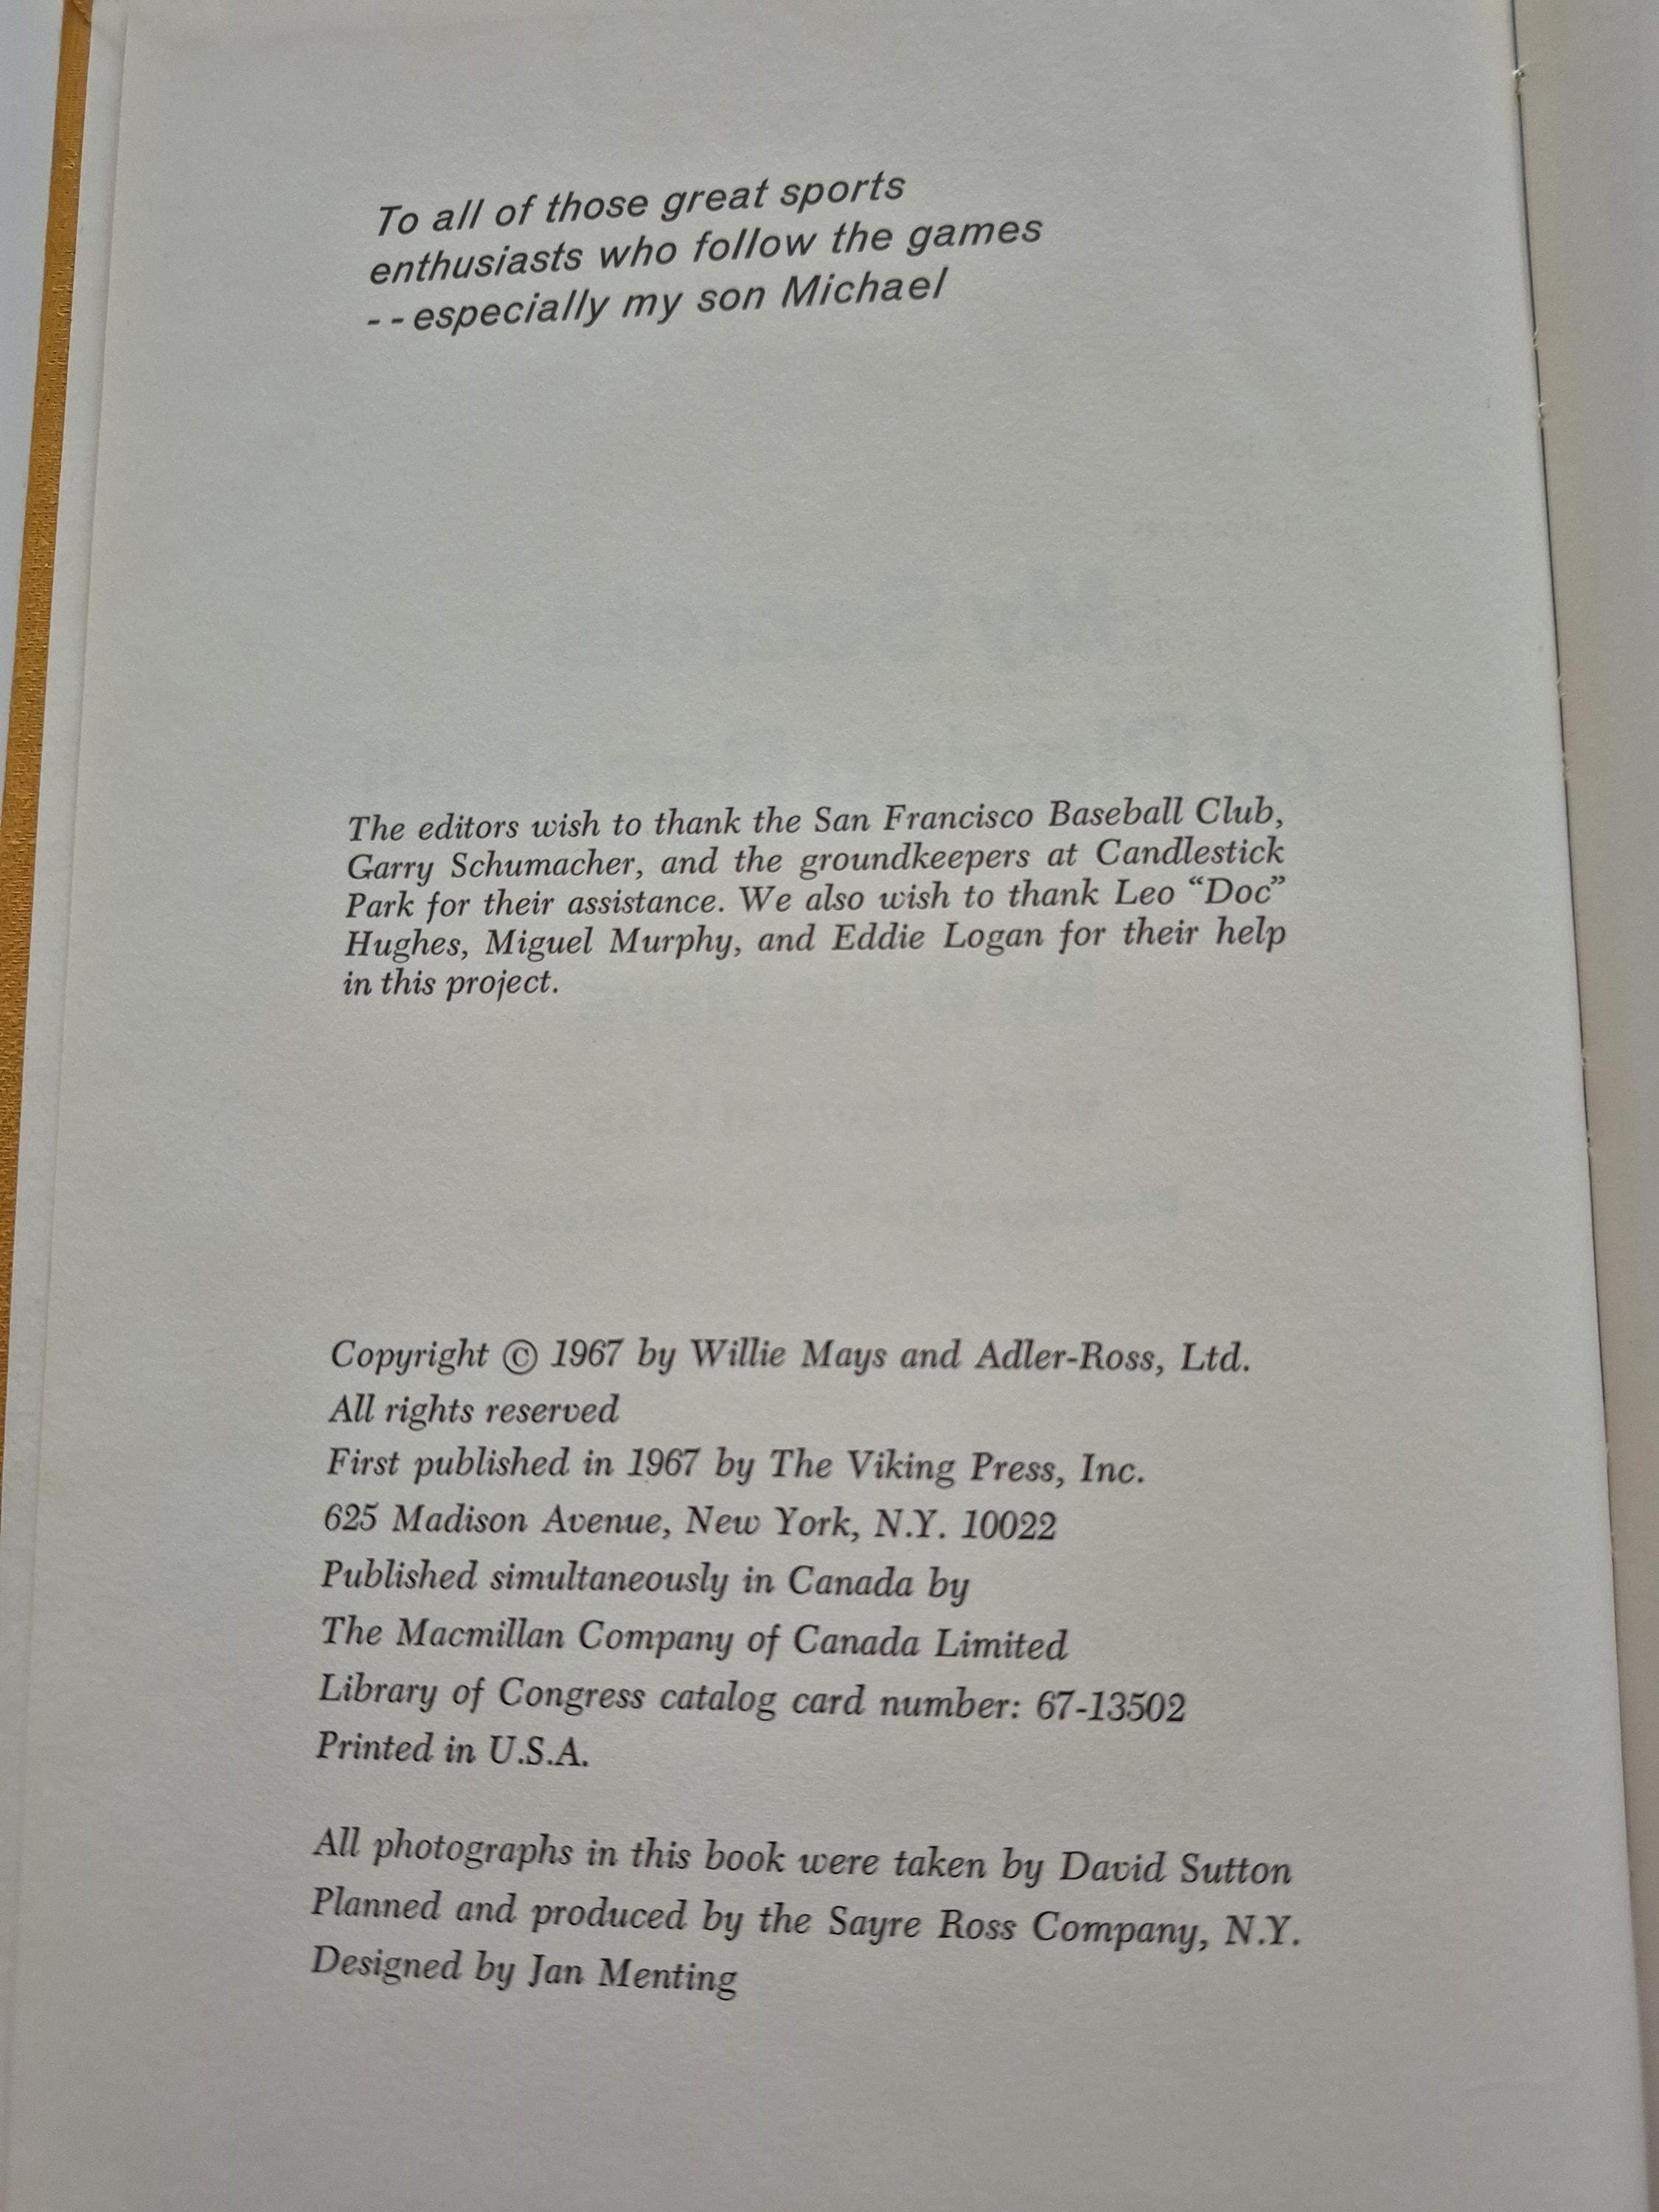 To all of those great sports
enthusiasts who follow the games
--especially my son Michael
The editors wish to thank the San Francisco Baseball Club,
Garry Schumacher, and the groundkeepers at Candlestick
Park for their assistance. We also wish to thank Leo “Doc”
Hughes, Miguel Murphy, and Eddie Logan for their help
in this project.
Copyright © 1967 by Willie Mays and Adler-Ross, Ltd.
All rights reserved
First published in 1967 by The Viking Press, Inc.
625 Madison Avenue, New York, N.Y. 10022
Published simultaneously in Canada by
The Macmillan Company of Canada Limited
Library of Congress catalog card number: 67-13502
Printed in U.S.A.
All photographs in this book were taken by David Sutton
Planned and produced by the Sayre Ross Company, N.Y.
Designed by Jan Menting